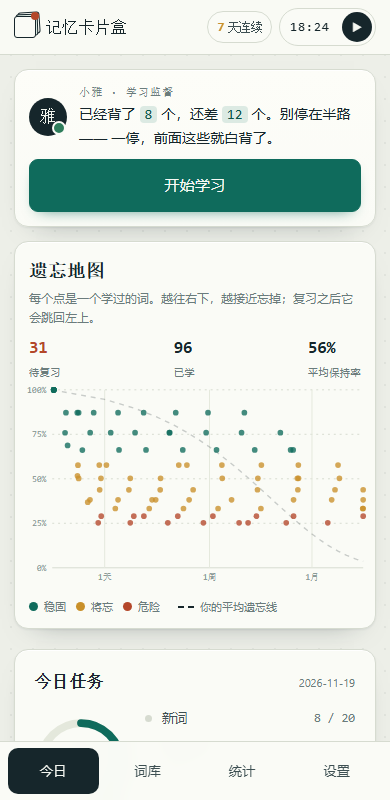 记忆卡片盒
7 天连续
18:24
雅
小雅 · 学习监督
已经背了 8 个，还差 12 个。别停在半路
—— 一停，前面这些就白背了。
开始学习
遗忘地图
每个点是一个学过的词。越往右下，越接近忘掉；复习之后它
会跳回左上。
31
96
56%
待复习
已学
平均保持率
100%
75%
50%
25%
0%
1天
1周
1月
稳固
将忘
危险
你的平均遗忘线
今日任务
2026-11-19
新词
8 / 20
今日
词库
统计
设置